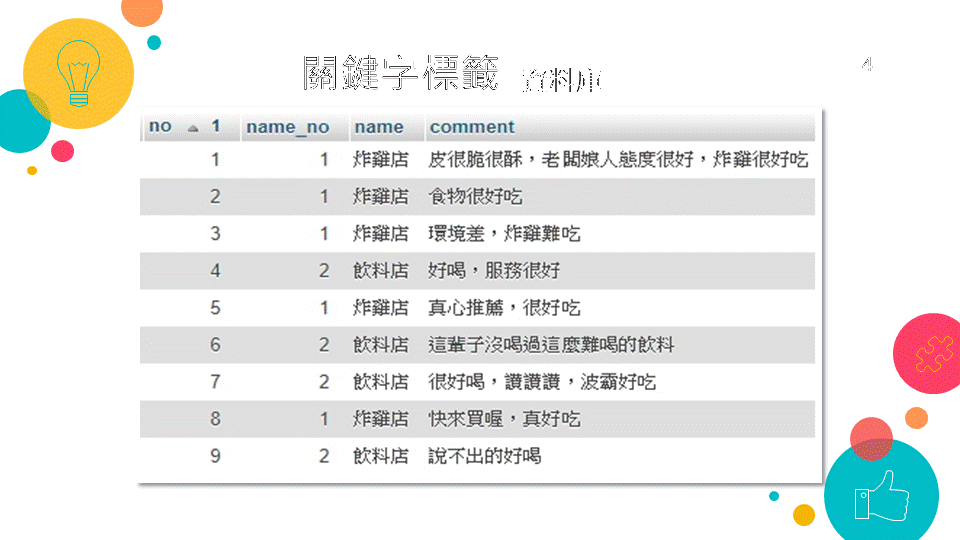 關鍵字標籤 資料庫
4
no 1 name_no name comment
1 1 炸雞店 皮很脆很酥，老闆娘人態度很好，炸雞很好吃
2 1 炸雞店 食物很好吃
3 1 炸雞店 環境差，炸雞難吃
4 2 飲料店 好喝，服務很好
5 1 炸雞店 真心推薦，很好吃
6 2 飲料店 這輩子沒喝過這麼難喝的飲料
7 2 飲料店 很好喝，讚讚讚，波霸好吃
8 1 炸雞店 快來買喔，真好吃
9 2 飲料店 說不出的好喝